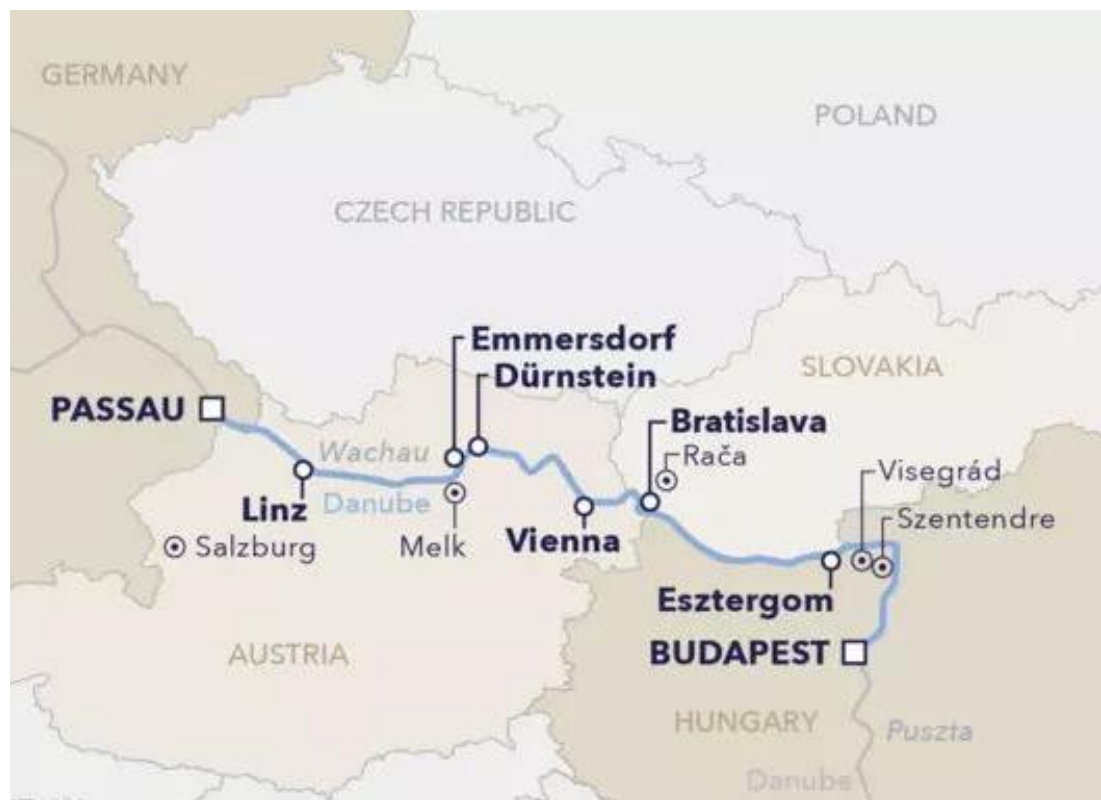 GERMANY
POLAND
CZECH REPUBLIC
Emmersdorf
SLOVAKIA
Dürnstein
PASSAU
Bratislava
Wachau
Rača
Visegrád
Danube
Linz
Szentendre
Vienna
Salzburg
Melk
Esztergom
BUDAPEST
AUSTRIA
HUNGARY
Puszta
Danube